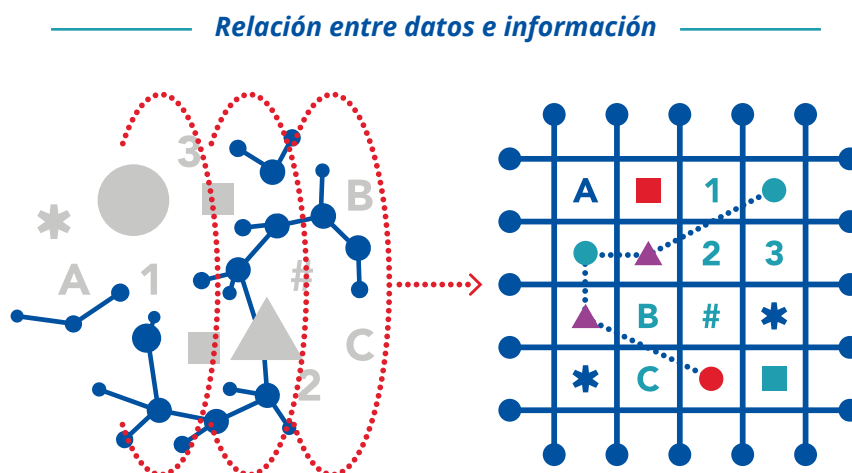 Relación entre datos e información
3
B
*
A 1 #
C
2
A 1
2 3
B # *
* C